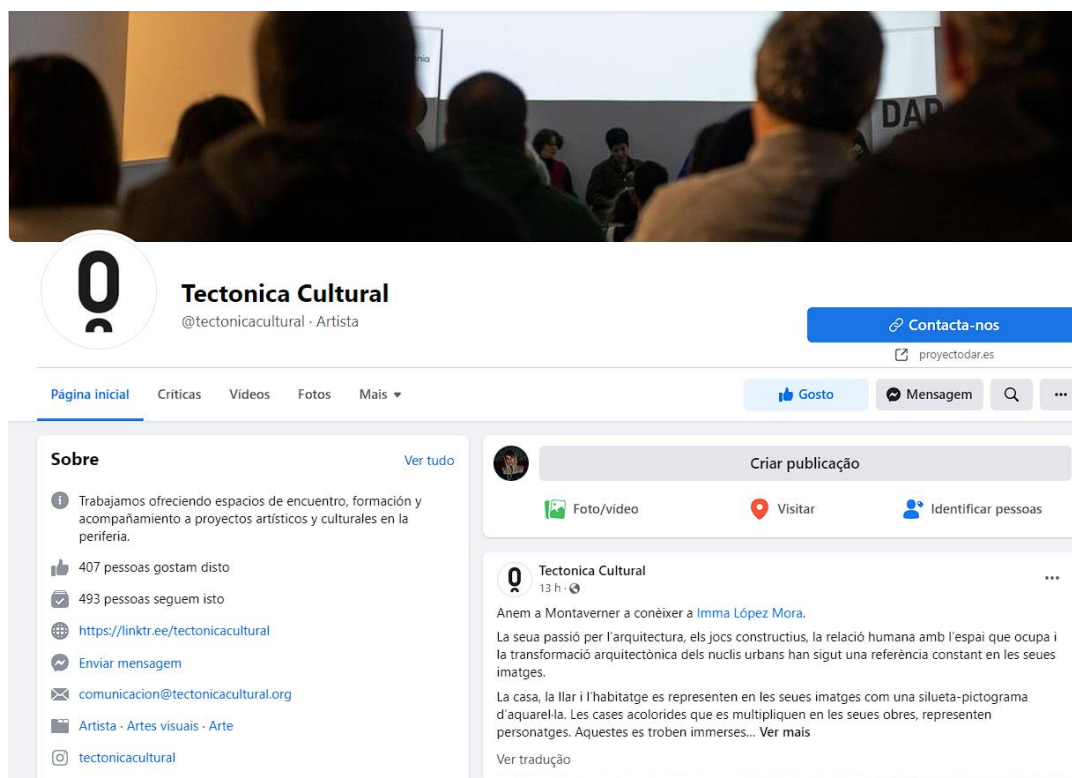 nia
DAR
Tectonica Cultural
@tectonicacultural · Artista
Contacta-nos
proyectodar.es
Página inicial
Críticas
Vídeos
Fotos
Mais
Gosto
Mensagem
Sobre
Ver tudo
Trabajamos ofreciendo espacios de encuentro, formación y
acompañamiento a proyectos artísticos y culturales en la
periferia.
407 pessoas gostam disto
493 pessoas seguem isto
https://linktr.ee/tectonicacultural
Enviar mensagem
comunicacion@tectonicacultural.org
Artista · Artes visuais · Arte
tectonicacultural
Criar publicação
Foto/vídeo
Visitar
Identificar pessoas
Tectonica Cultural
13 h ·
Anem a Montaverner a conèixer a Imma López Mora.
La seua passió per l'arquitectura, els jocs constructius, la relació humana amb l'espai que ocupa i
la transformació arquitectònica dels nuclis urbans han sigut una referència constant en les seues
imatges.
La casa, la llar i l'habitatge es representen en les seues imatges com una silueta-pictograma
d'aquarel·la. Les cases acolorides que es multipliquen en les seues obres, representen
personatges. Aquestes es troben immerses... Ver mais
Ver tradução